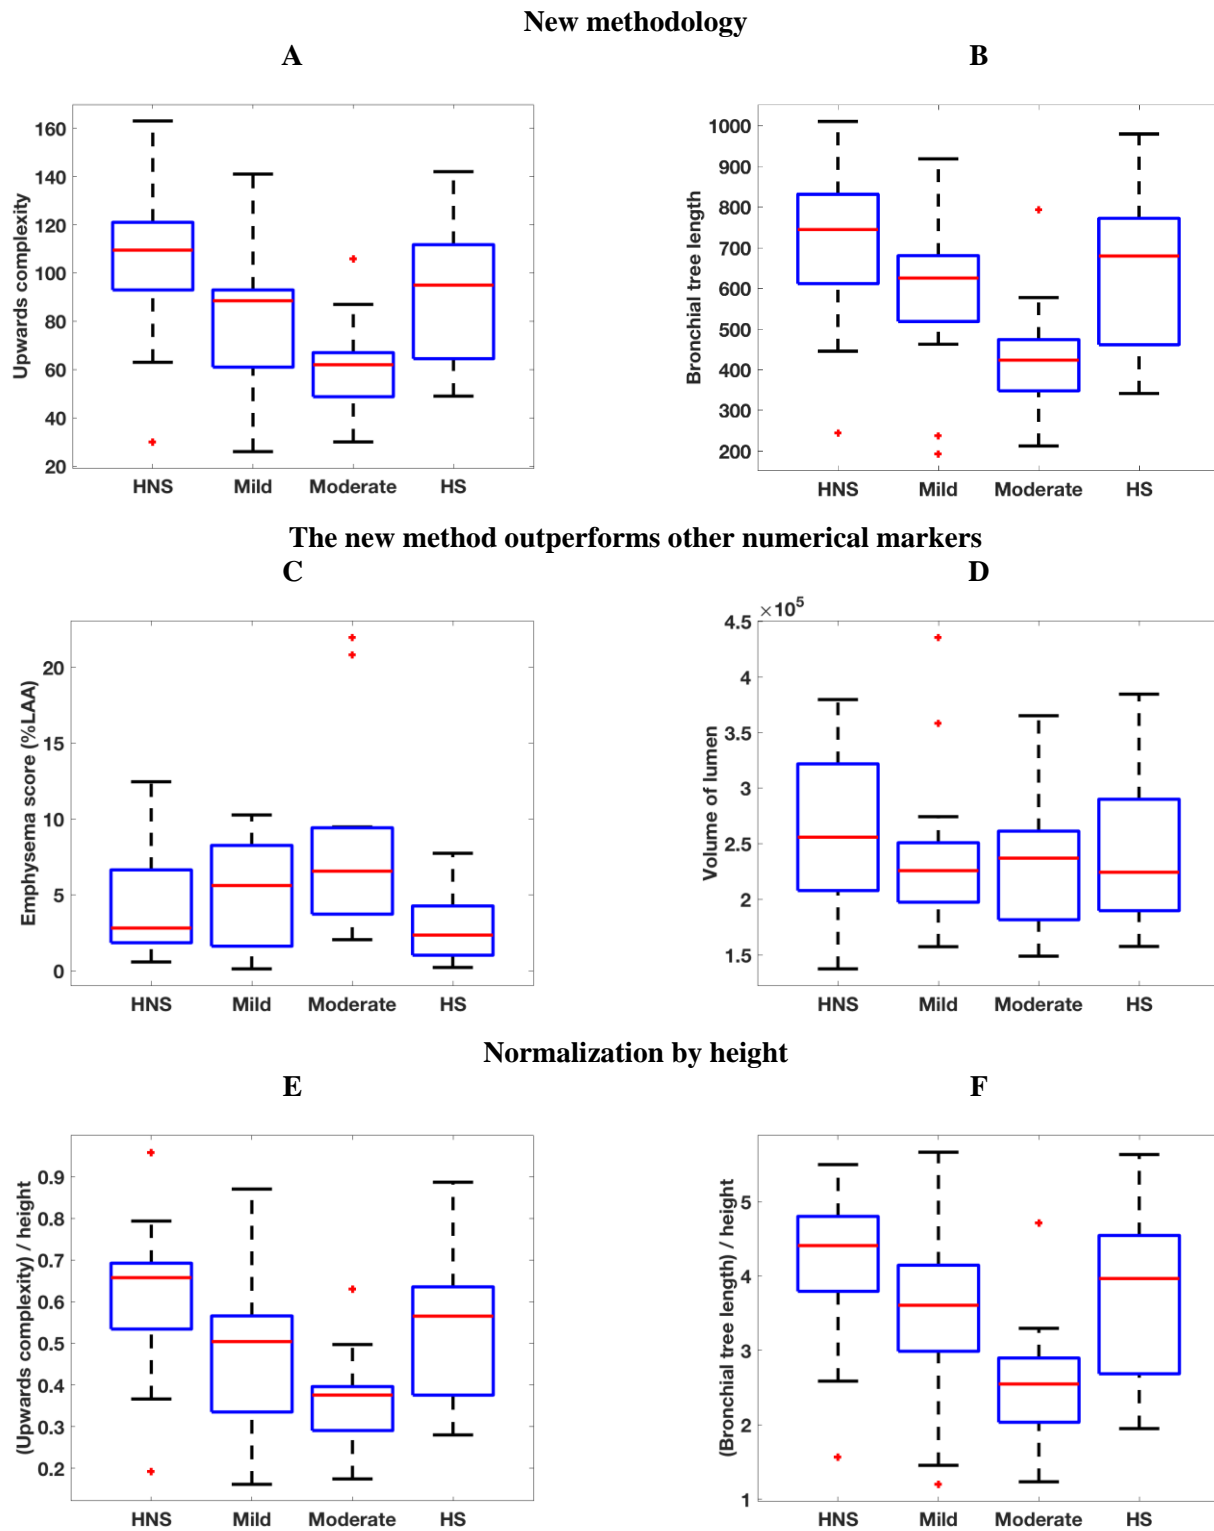 New methodology
A
B
Upwards complexity
160
140
120
100
80
60
40
20
HNS Mild Moderate HS
Bronchial tree length
1000
900
800
700
600
500
400
300
200
HNS Mild Moderate HS
The new method outperforms other numerical markers
C
D
Emphysema score (%LAA)
20
15
10
5
0
HNS Mild Moderate HS
×10⁵
Volume of lumen
4.5
4
3.5
3
2.5
2
1.5
HNS Mild Moderate HS
Normalization by height
E
F
(Upwards complexity) / height
0.9
0.8
0.7
0.6
0.5
0.4
0.3
0.2
HNS Mild Moderate HS
(Bronchial tree length) / height
5
4
3
2
1
HNS Mild Moderate HS